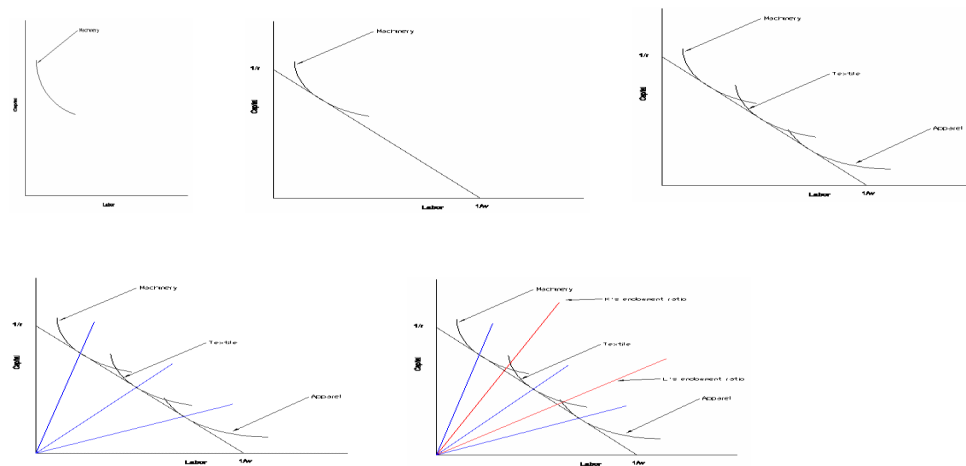 Machinery
Capital
Labor
Machinery
1/r
Capital
Labor
1/w
Machinery
1/r
Textile
Capital
Apparel
Labor
1/w
Machinery
1/r
Textile
Capital
Apparel
Labor
1/w
Machinery
K's endowment ratio
1/r
Textile
Capital
L's endowment ratio
Apparel
Labor
1/w